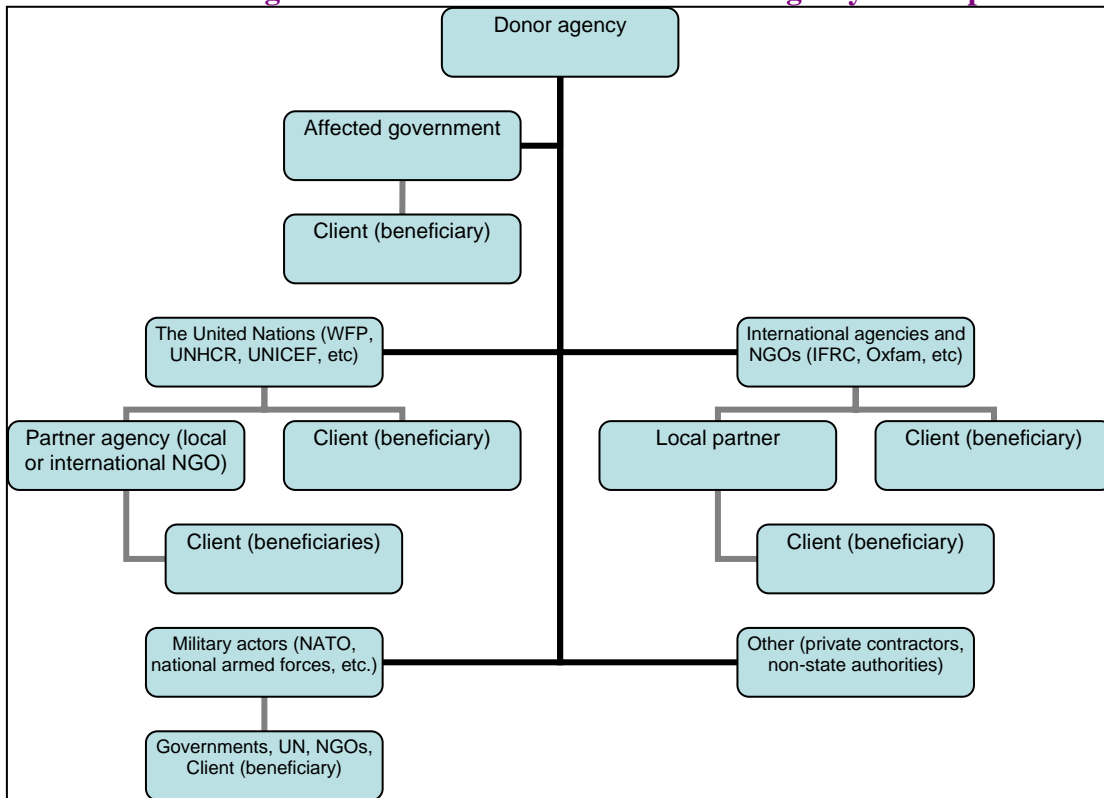 Donor agency
Affected government
Client (beneficiary)
The United Nations (WFP,
UNHCR, UNICEF, etc)
International agencies and
NGOs (IFRC, Oxfam, etc)
Partner agency (local
or international NGO)
Client (beneficiary)
Local partner
Client (beneficiary)
Client (beneficiaries)
Client (beneficiary)
Military actors (NATO,
national armed forces, etc.)
Other (private contractors,
non-state authorities)
Governments, UN, NGOs,
Client (beneficiary)